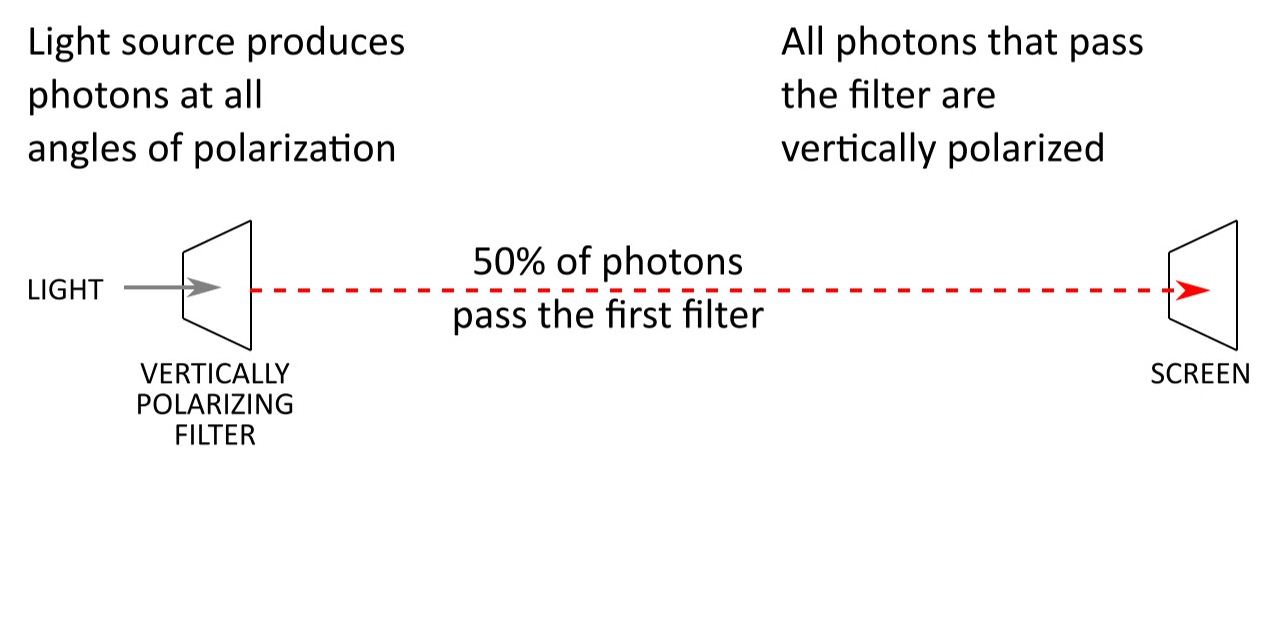 Light source produces
photons at all
angles of polarization
All photons that pass
the filter are
vertically polarized
50% of photons
pass the first filter
LIGHT
VERTICALLY
POLARIZING
FILTER
SCREEN